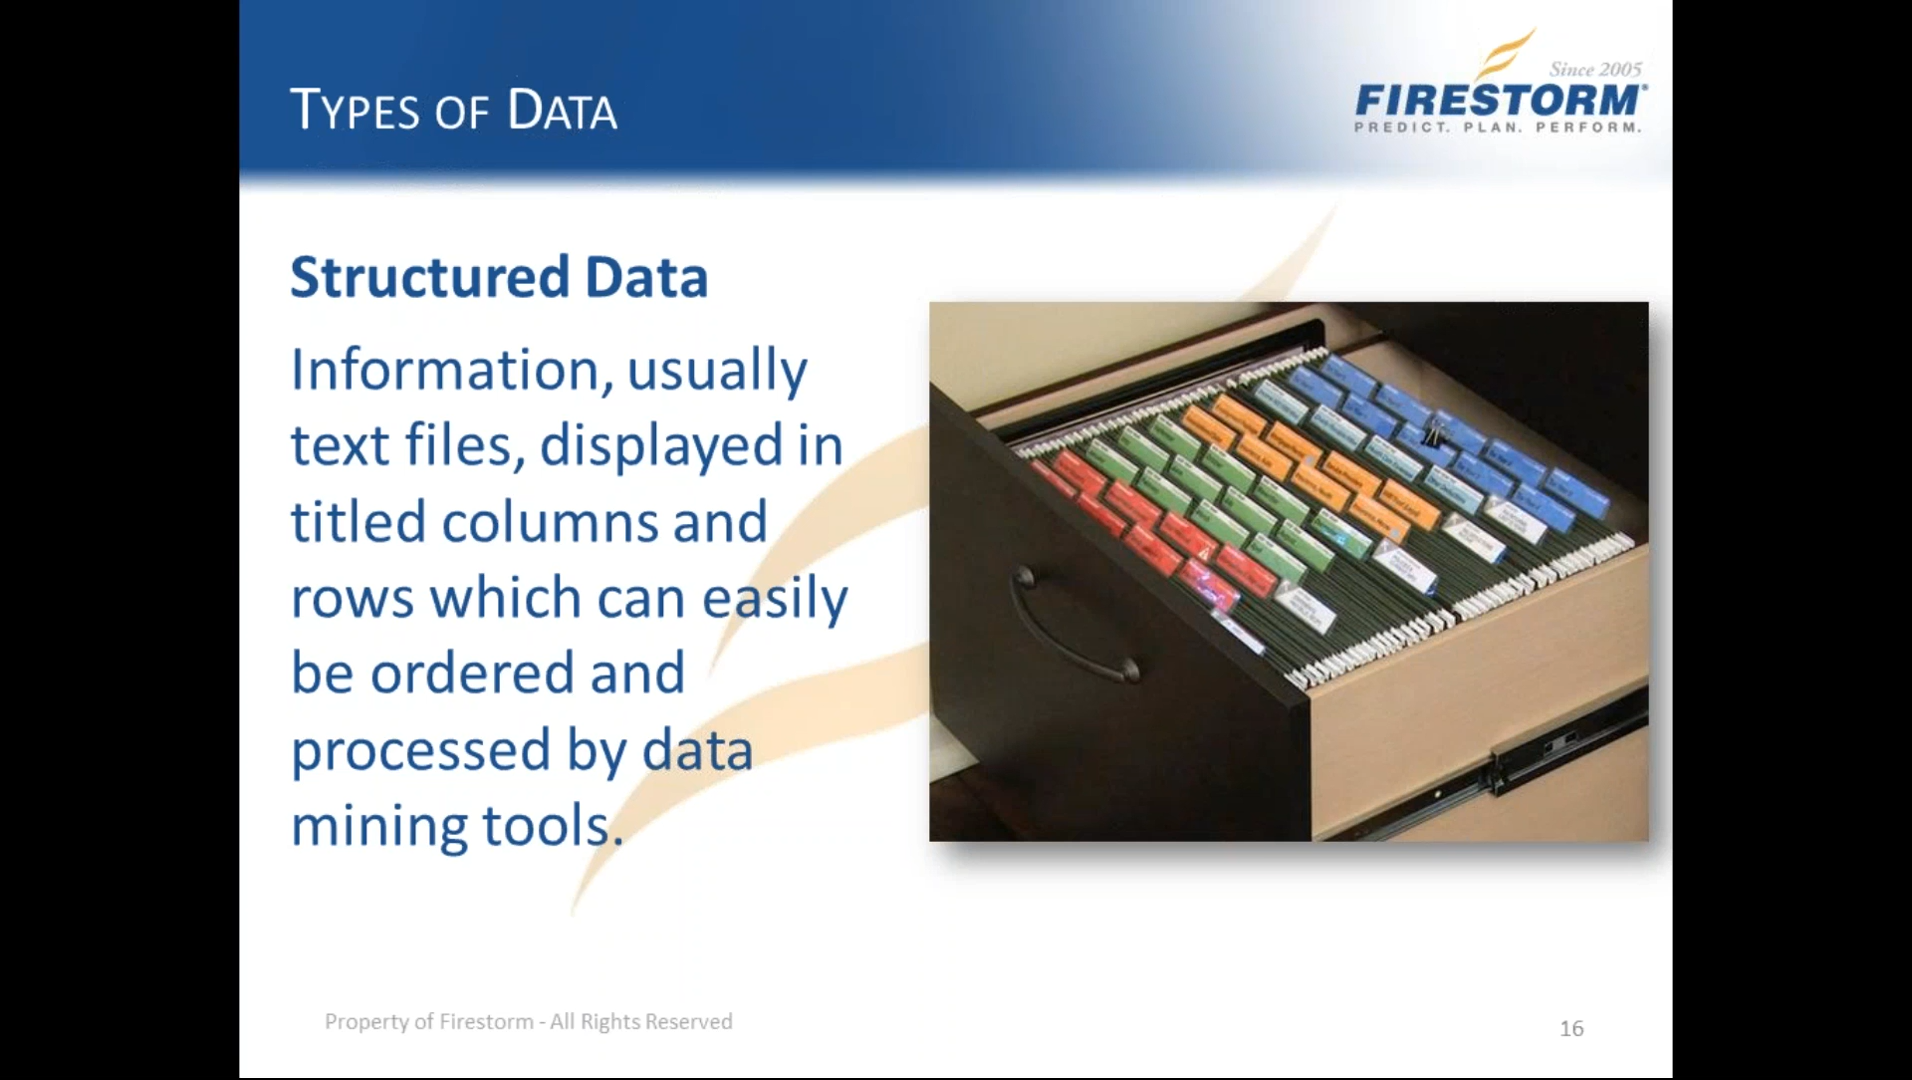 TYPES OF DATA
Since 2005
FIRESTORM®
PREDICT. PLAN. PERFORM.
Structured Data
Information, usually
text files, displayed in
titled columns and
rows which can easily
be ordered and
processed by data
mining tools.
Property of Firestorm - All Rights Reserved
16